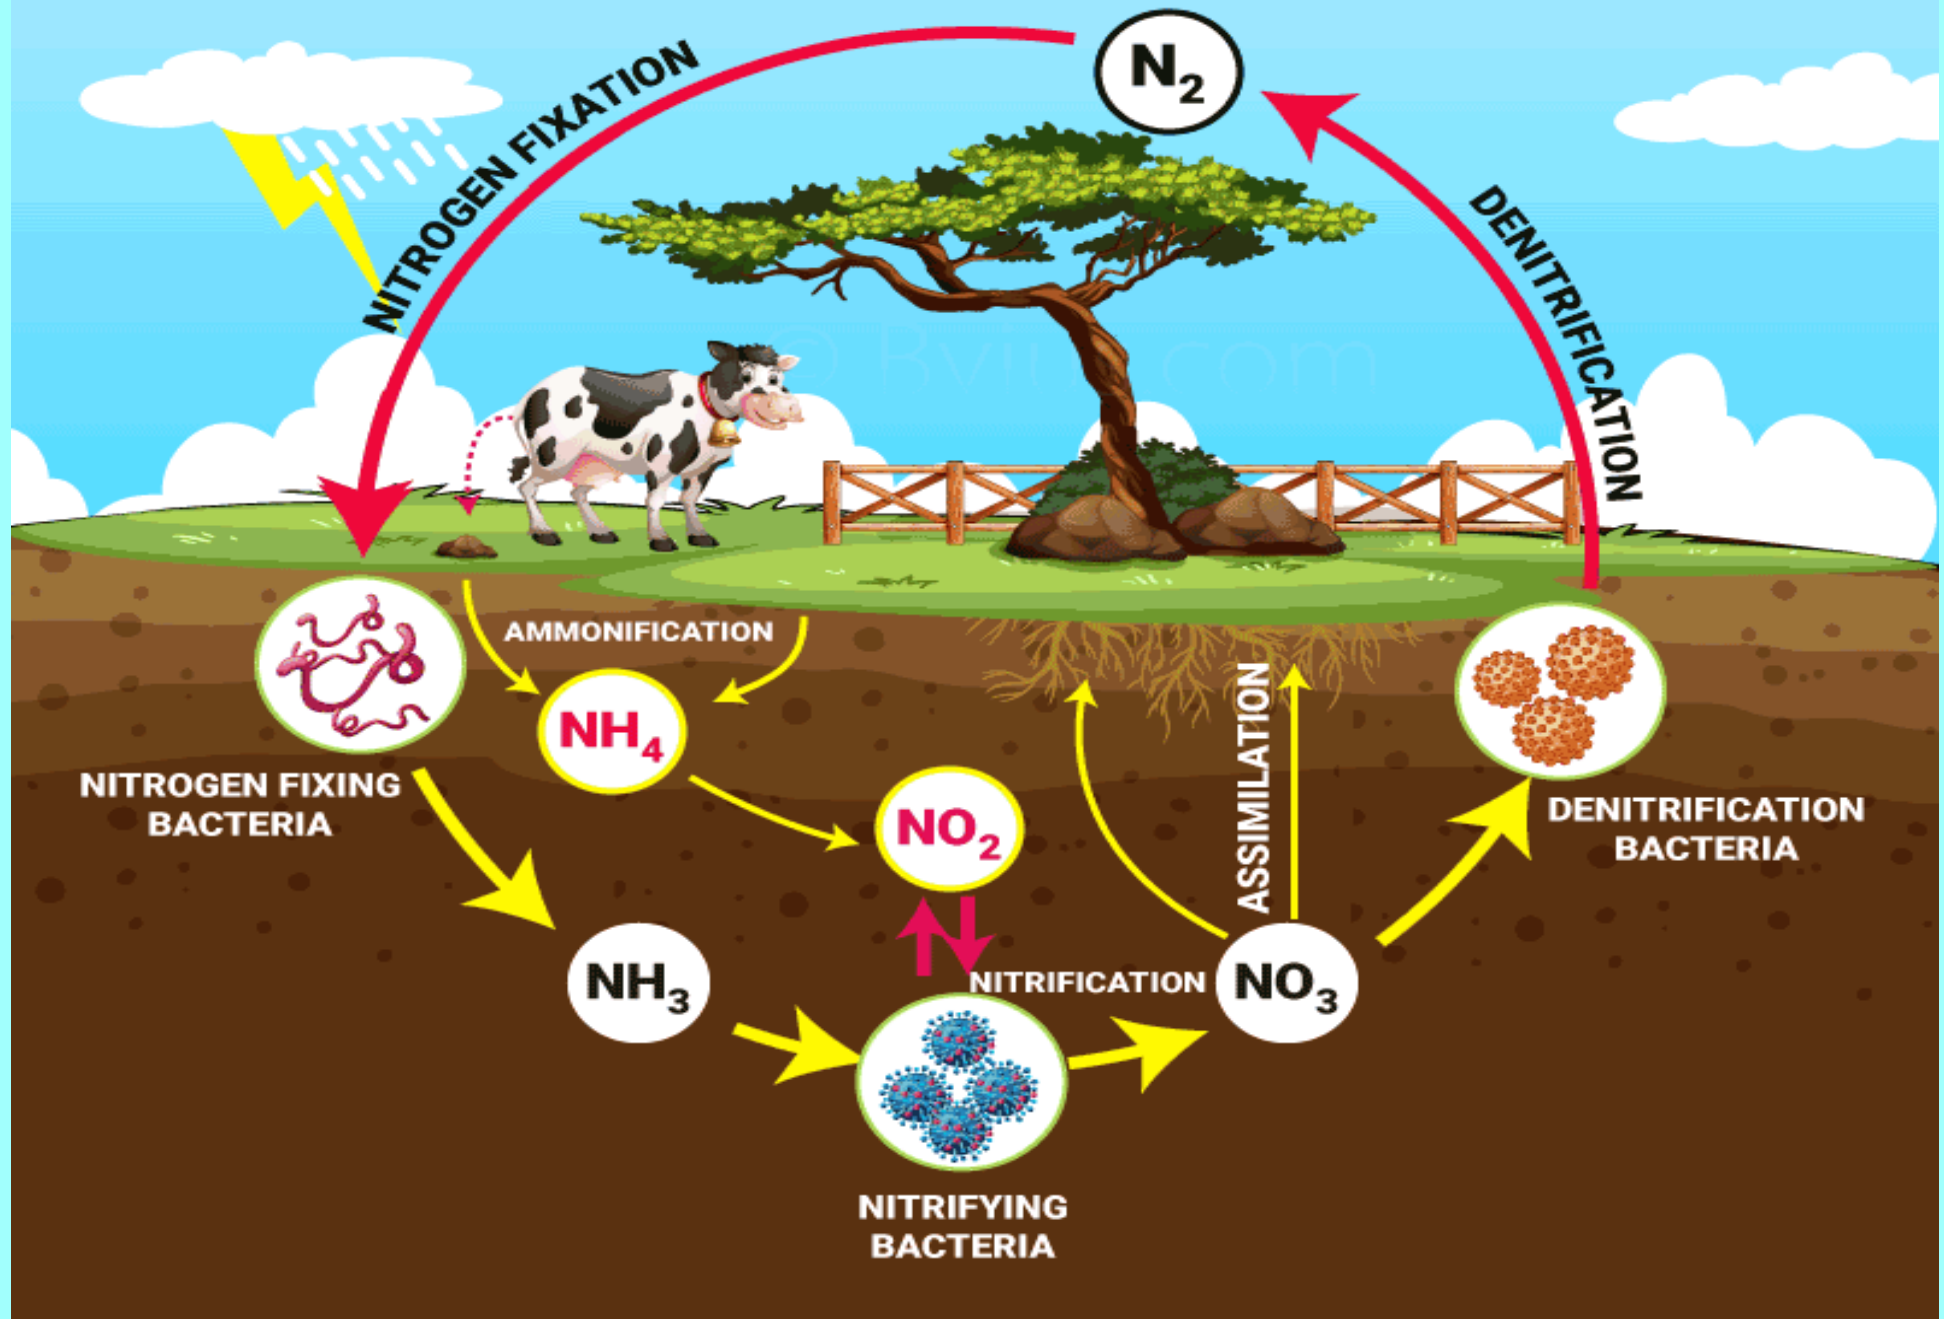 N₂
NITROGEN FIXATION
DENITRIFICATION
AMMONIFICATION
NH₄
NITROGEN FIXING
BACTERIA
NO₂
ASSIMILATION
DENITRIFICATION
BACTERIA
NH₃
NITRIFICATION
NO₃
NITRIFYING
BACTERIA